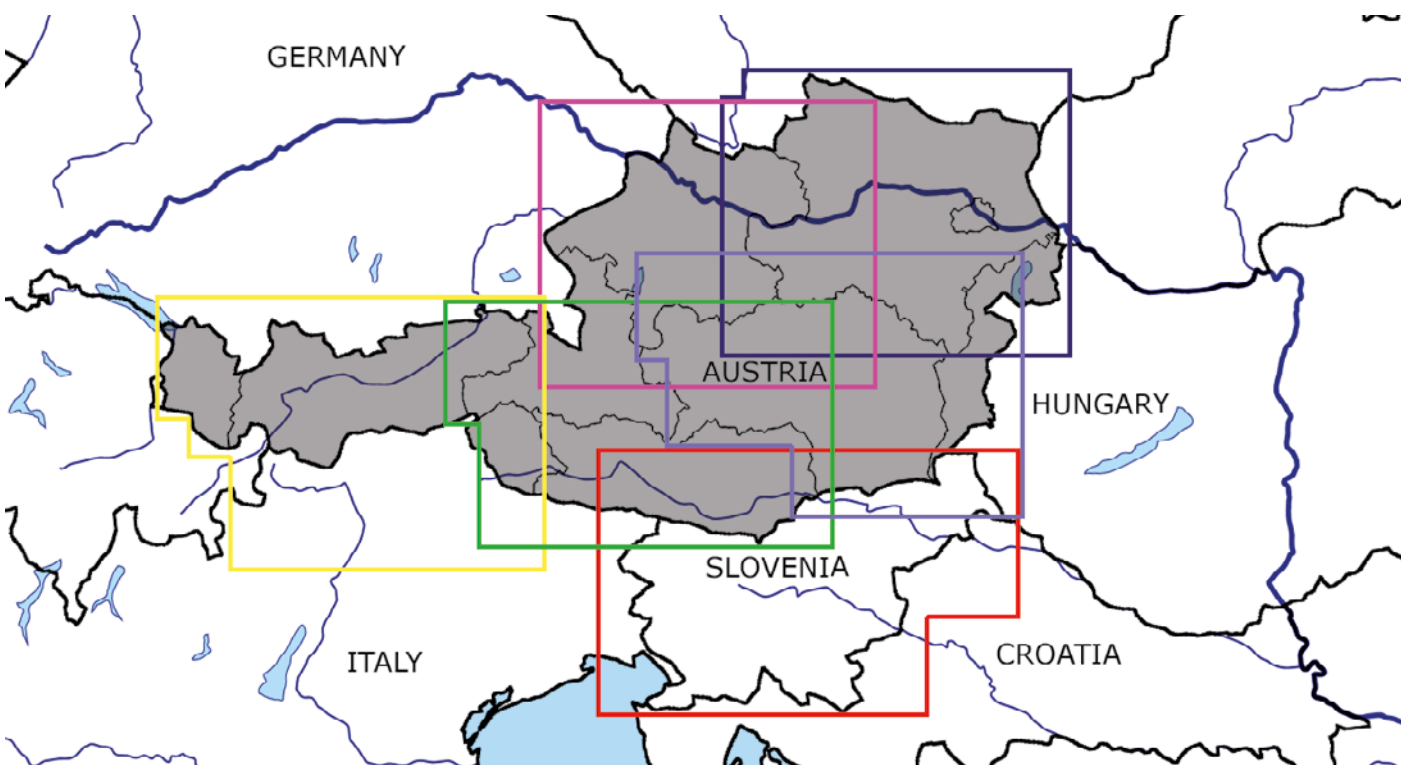 GERMANY
AUSTRIA
HUNGARY
SLOVENIA
CROATIA
ITALY